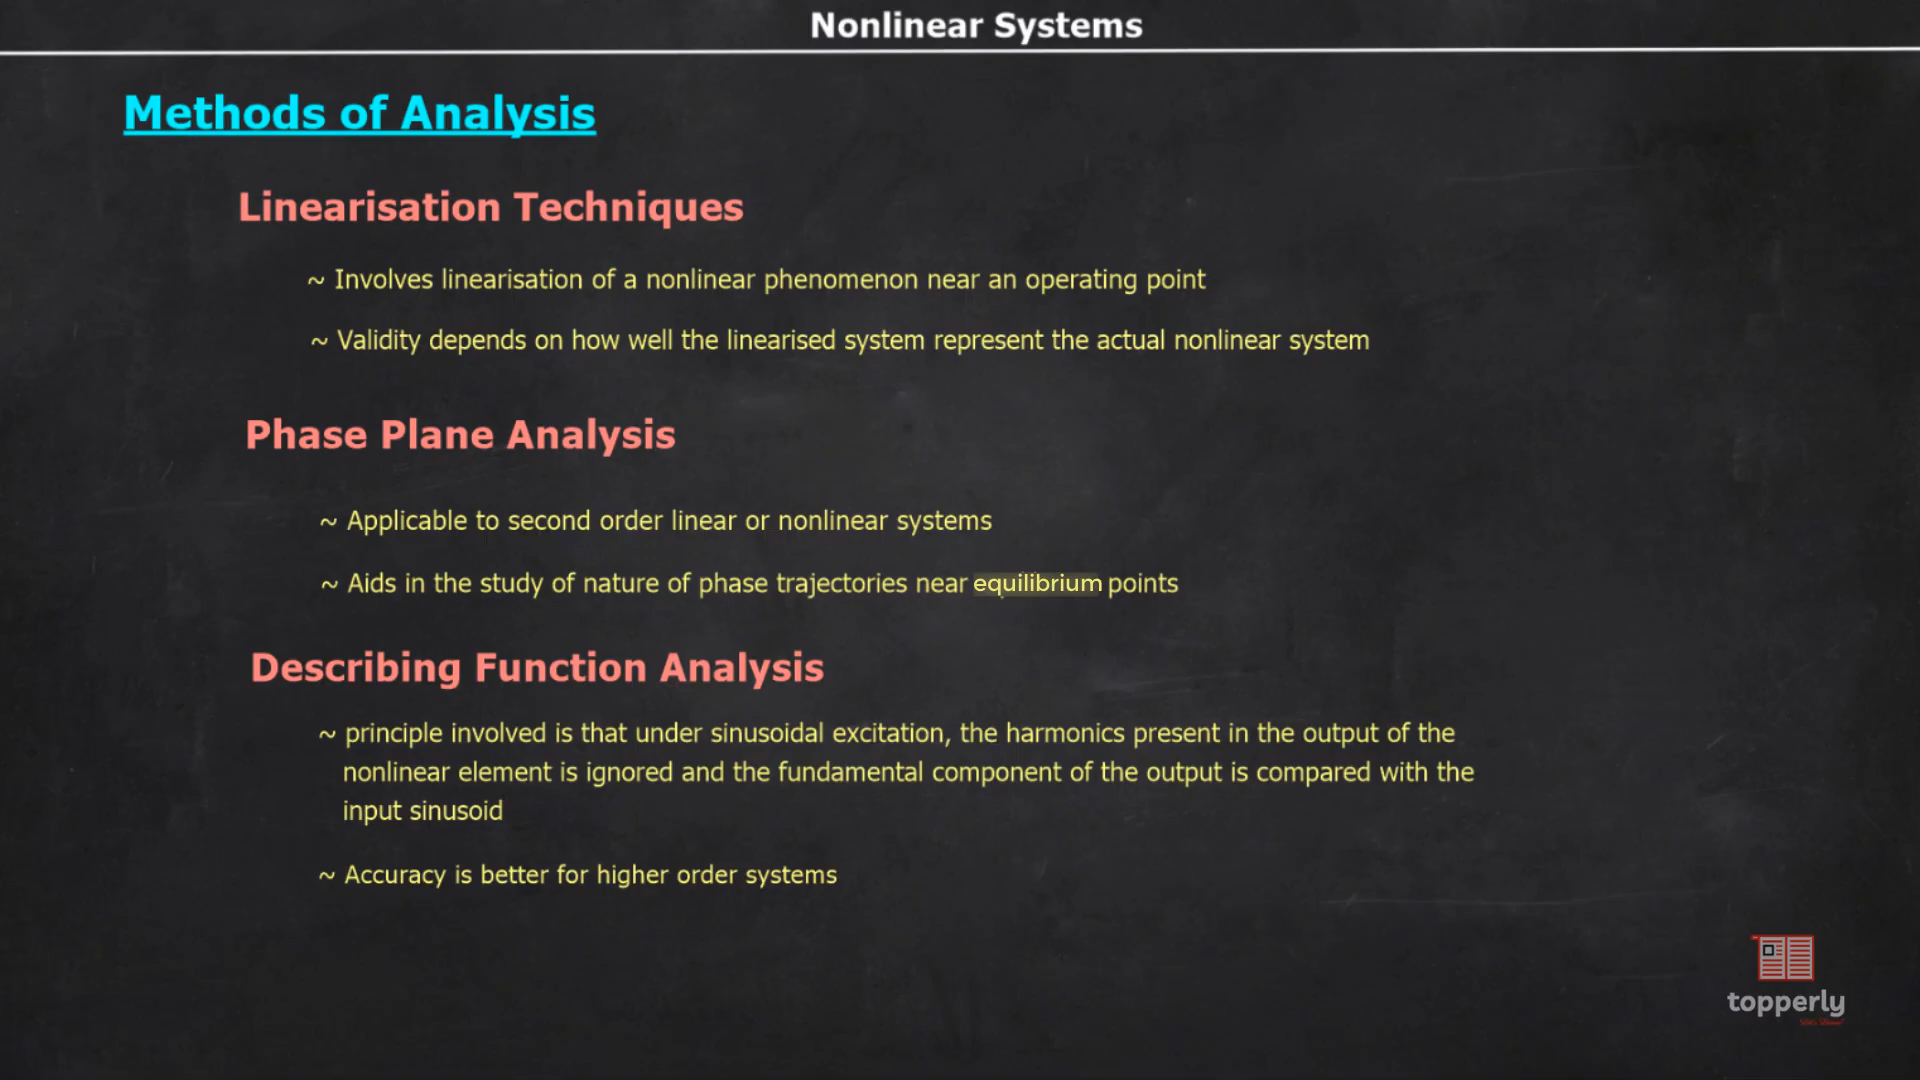 Nonlinear Systems
Methods of Analysis
Linearisation Techniques
~ Involves linearisation of a nonlinear phenomenon near an operating point
~ Validity depends on how well the linearised system represent the actual nonlinear system
Phase Plane Analysis
~ Applicable to second order linear or nonlinear systems
~ Aids in the study of nature of phase trajectories near equilibrium points
Describing Function Analysis
~ principle involved is that under sinusoidal excitation, the harmonics present in the output of the
nonlinear element is ignored and the fundamental component of the output is compared with the
input sinusoid
~ Accuracy is better for higher order systems
topperly